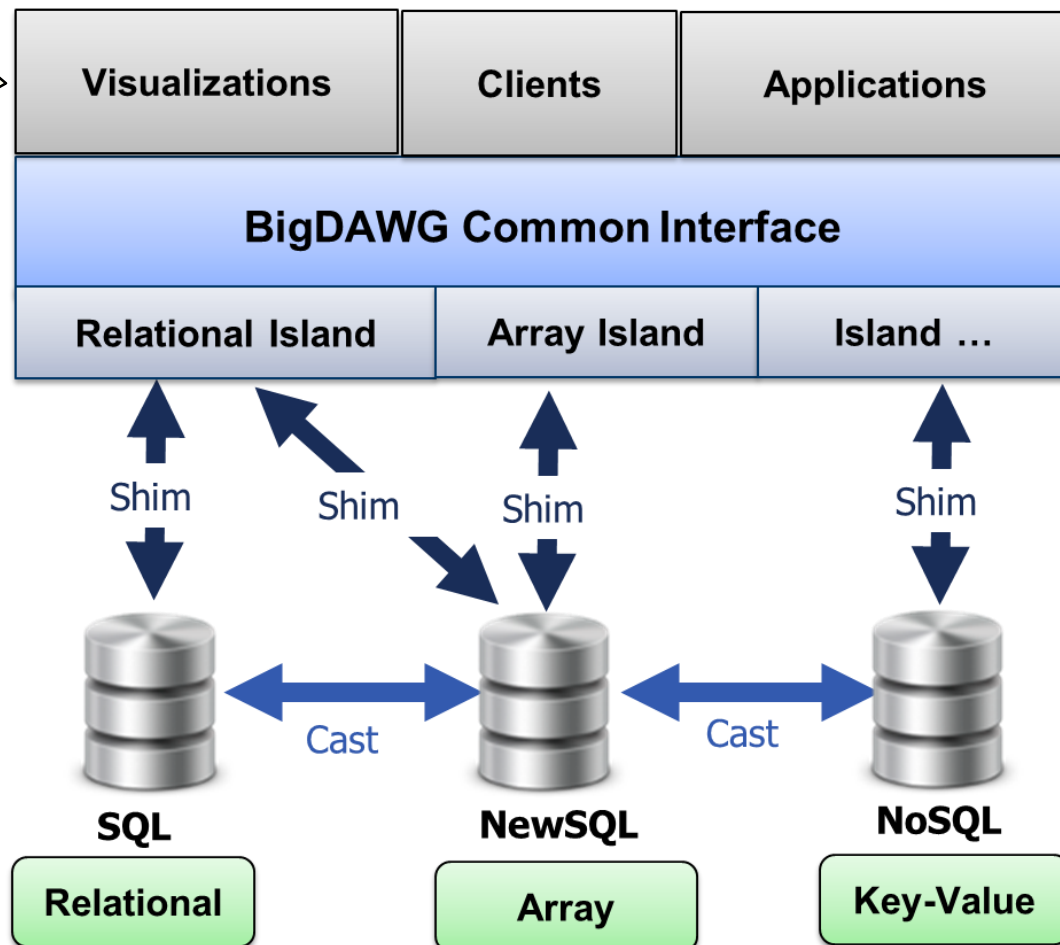 Visualizations
Clients
Applications
BigDAWG Common Interface
Relational Island
Array Island
Island …
Shim
Shim
Shim
Shim
Cast
Cast
SQL
NewSQL
NoSQL
Relational
Array
Key-Value